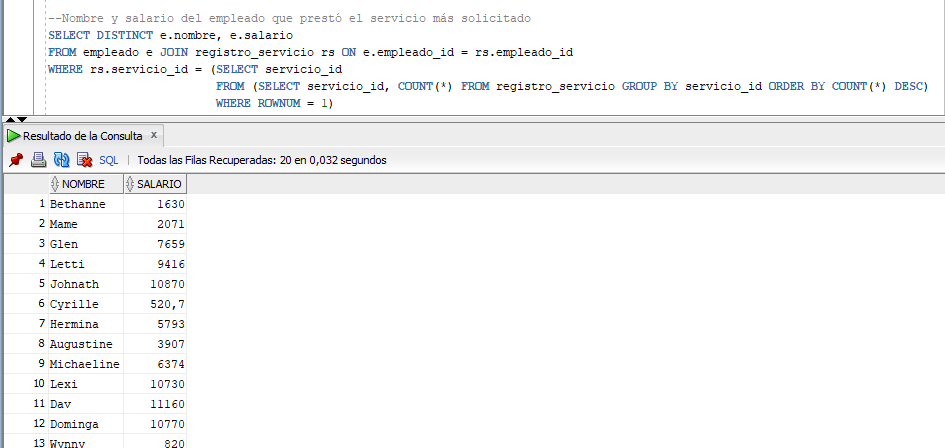 --Nombre y salario del empleado que prestó el servicio más solicitado
SELECT DISTINCT e.nombre, e.salario
FROM empleado e JOIN registro_servicio rs ON e.empleado_id = rs.empleado_id
WHERE rs.servicio_id = (SELECT servicio_id
FROM (SELECT servicio_id, COUNT(*) FROM registro_servicio GROUP BY servicio_id ORDER BY COUNT(*) DESC)
WHERE ROWNUM = 1)
Resultado de la Consulta x
SQL | Todas las Filas Recuperadas: 20 en 0,032 segundos
NOMBRE SALARIO
1 Bethanne 1630
2 Mame 2071
3 Glen 7659
4 Letti 9416
5 Johnath 10870
6 Cyrille 520,7
7 Hermina 5793
8 Augustine 3907
9 Michaeline 6374
10 Lexi 10730
11 Dav 11160
12 Dominga 10770
13 Wynny 820